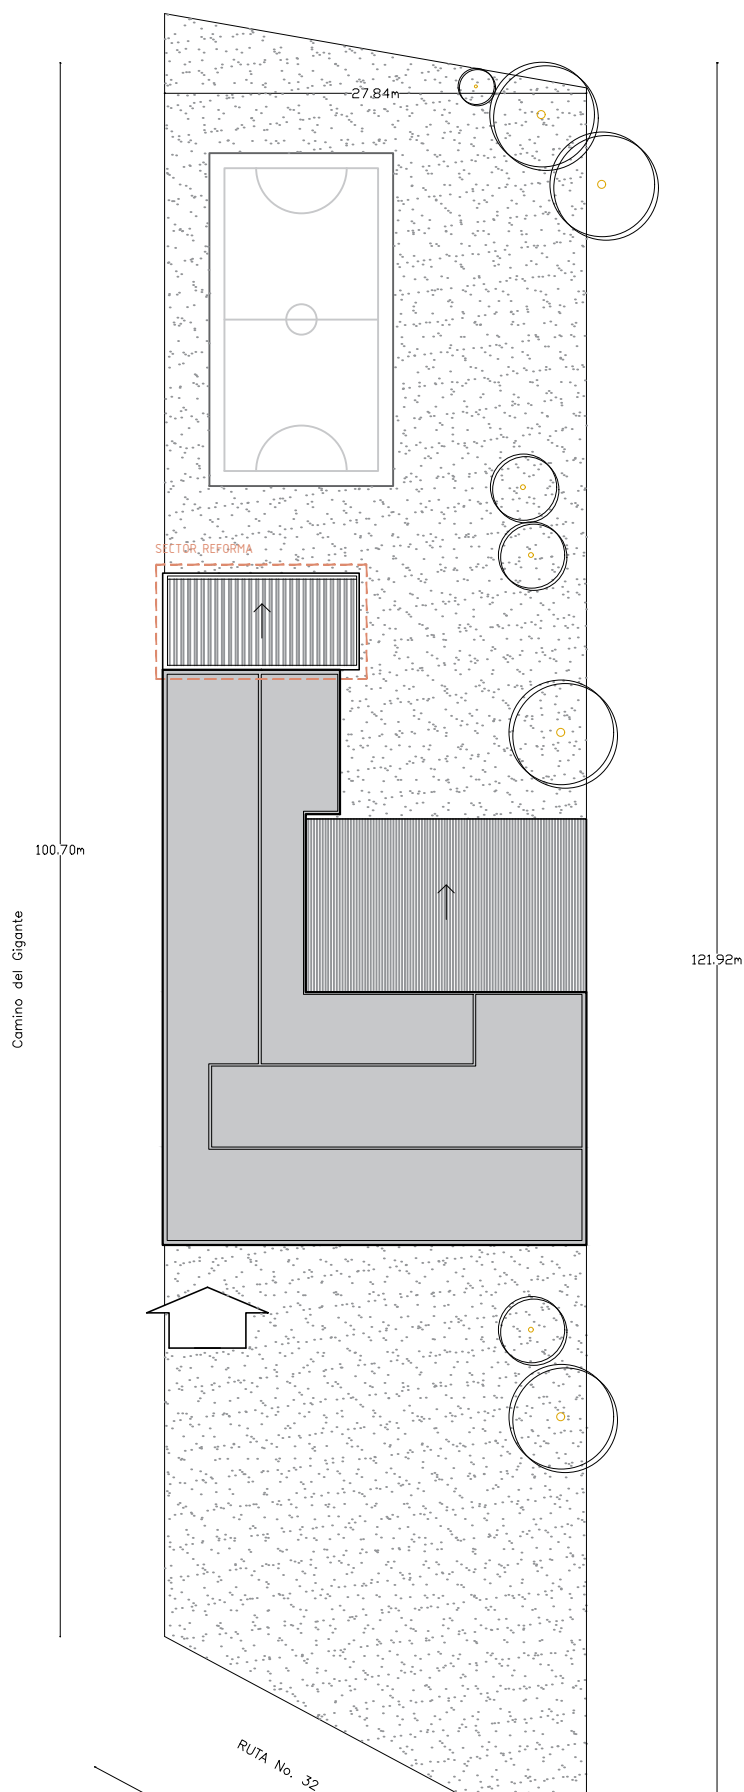 27.84m
SECTOR REFORMA
100.70m
Camino del Gigante
121.92m
RUTA No. 32